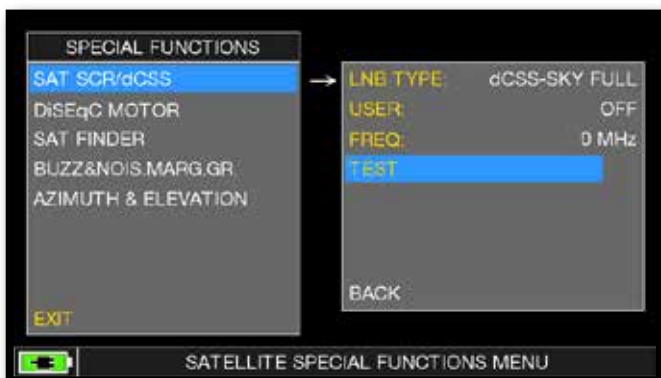 SPECIAL FUNCTIONS
SAT SCR/dCSS
DiSEqC MOTOR
SAT FINDER
BUZZ&NOIS.MARG.GR
AZIMUTH & ELEVATION
EXIT
→ LNB TYPE: dCSS-SKY FULL
USER: OFF
FREQ: 0 MHz
TEST
BACK
SATELLITE SPECIAL FUNCTIONS MENU